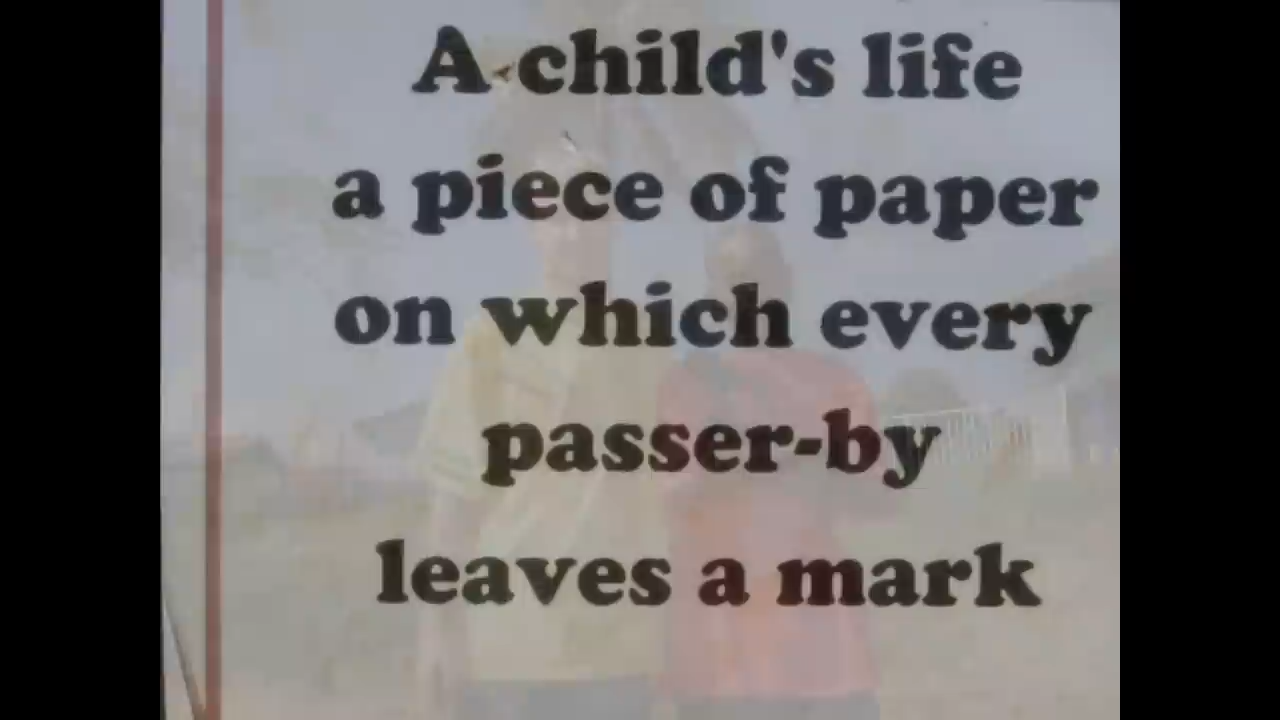 A child's life
a piece of paper
on which every
passer-by
leaves a mark